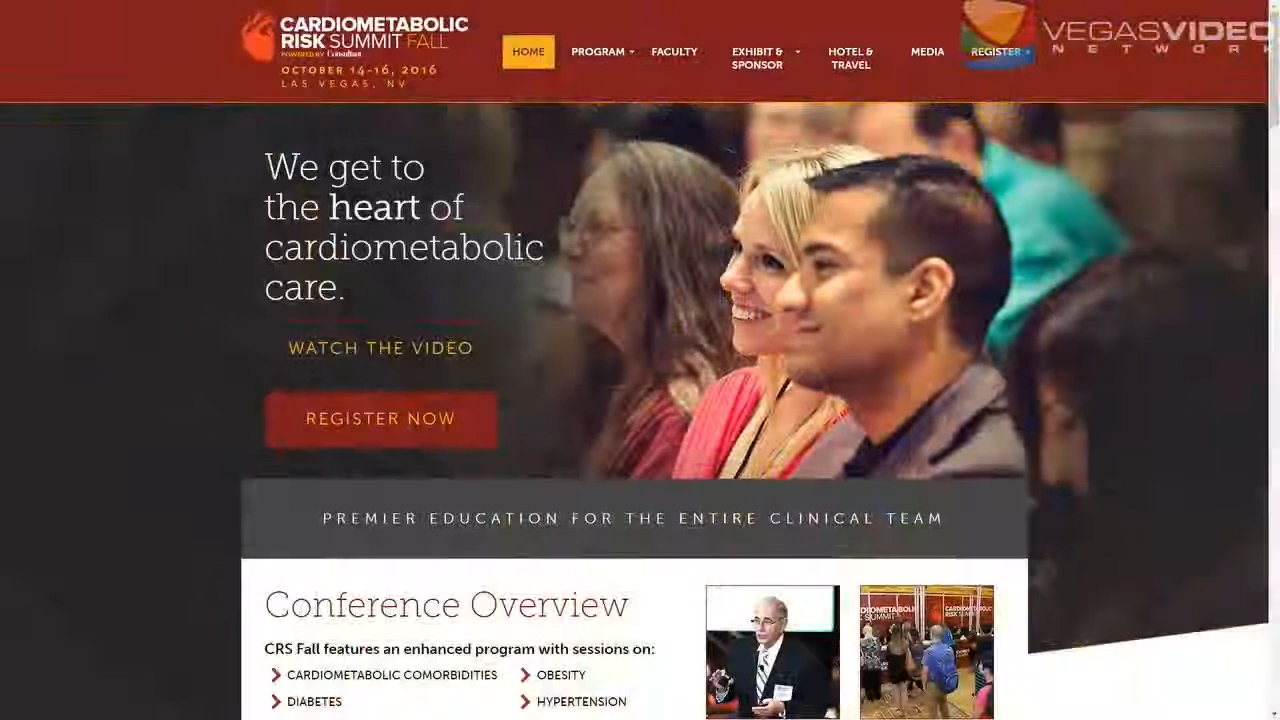 CARDIOMETABOLIC
RISK SUMMIT FALL
POWERED BY Consultant
OCTOBER 14-16, 2016
LAS VEGAS, NV
HOME
PROGRAM
FACULTY
EXHIBIT &
SPONSOR
HOTEL &
TRAVEL
MEDIA
REGISTER
VEGASVIDEO
NETWORK
We get to
the heart of
cardiometabolic
care.
WATCH THE VIDEO
REGISTER NOW
PREMIER EDUCATION FOR THE ENTIRE CLINICAL TEAM
Conference Overview
CRS Fall features an enhanced program with sessions on:
CARDIOMETABOLIC COMORBIDITIES
OBESITY
DIABETES
HYPERTENSION